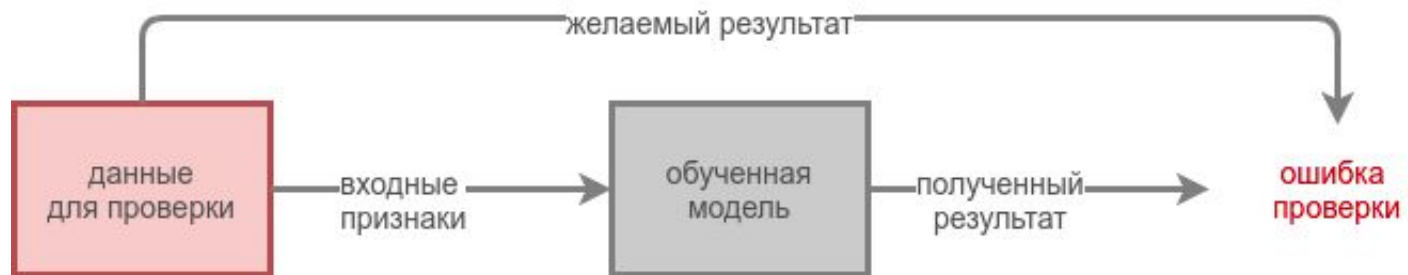 желаемый результат
данные
для проверки
входные
признаки
обученная
модель
полученный
результат
ошибка
проверки